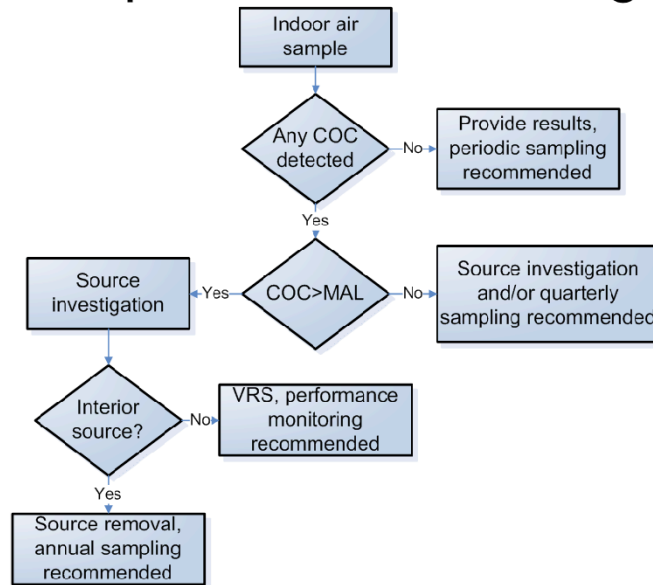 Indoor air
sample
Any COC
detected
No
Provide results,
periodic sampling
recommended
Yes
COC>MAL
Yes
Source
investigation
No
Source investigation
and/or quarterly
sampling recommended
Interior
source?
No
VRS, performance
monitoring
recommended
Yes
Source removal,
annual sampling
recommended